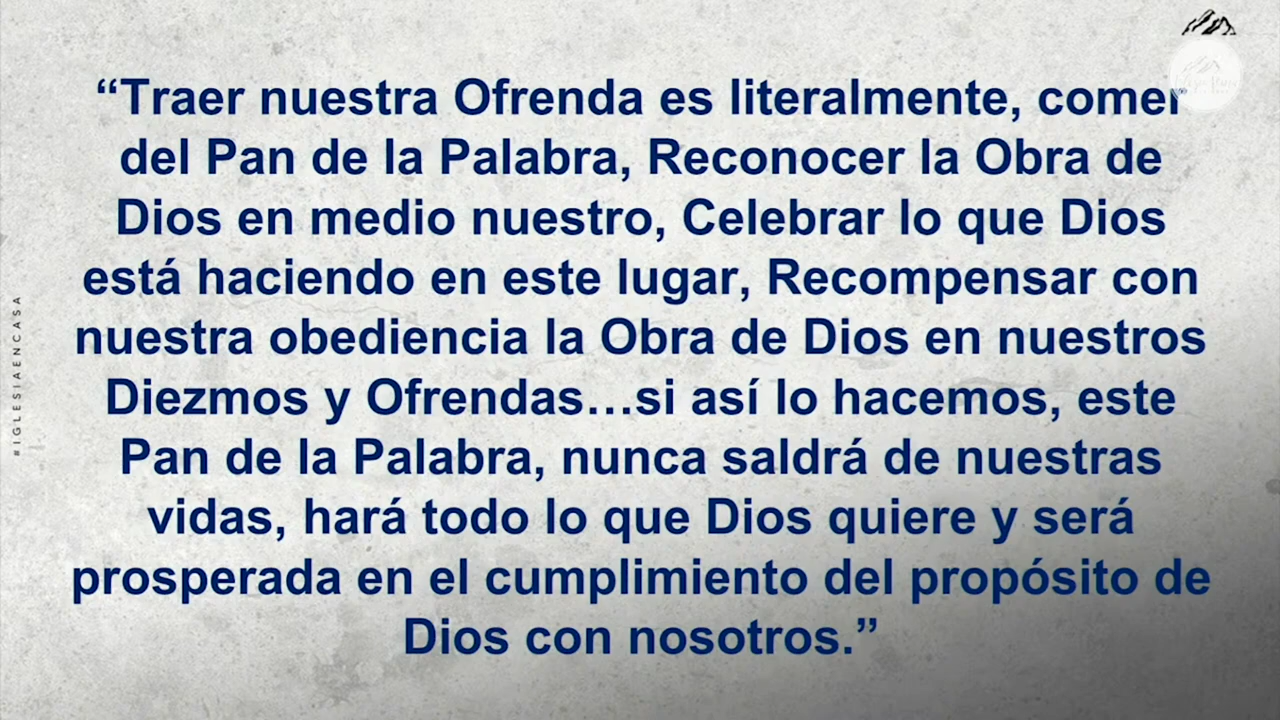 “Traer nuestra Ofrenda es literalmente, comer
del Pan de la Palabra, Reconocer la Obra de
Dios en medio nuestro, Celebrar lo que Dios
está haciendo en este lugar, Recompensar con
nuestra obediencia la Obra de Dios en nuestros
Diezmos y Ofrendas…si así lo hacemos, este
Pan de la Palabra, nunca saldrá de nuestras
vidas, hará todo lo que Dios quiere y será
prosperada en el cumplimiento del propósito de
Dios con nosotros.”
#IGLESIAENCASA